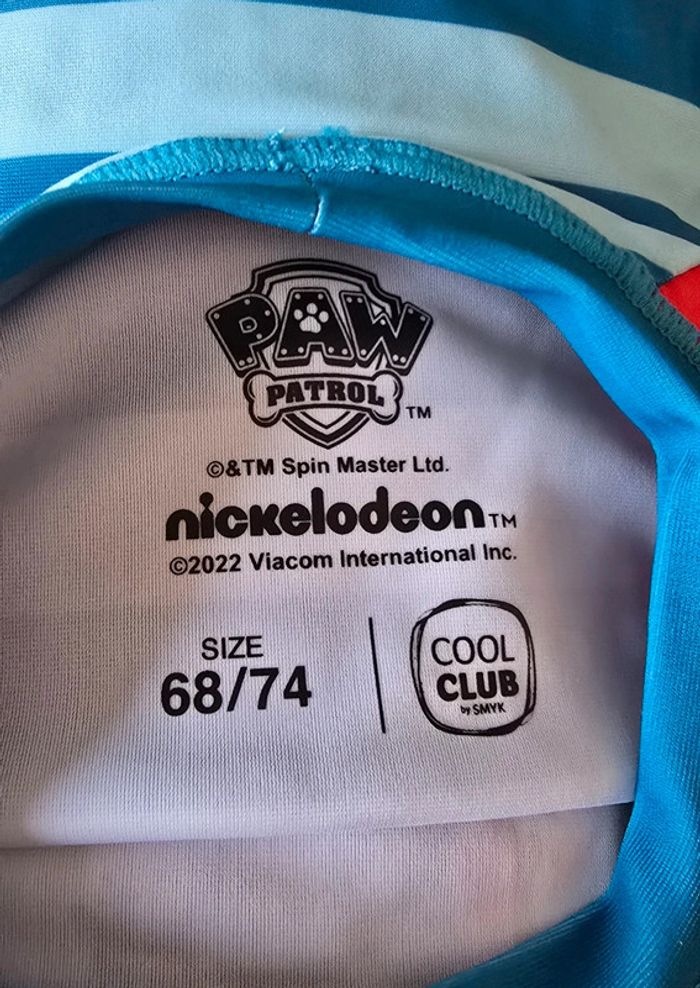 PAW
PATROL TM
©&TM Spin Master Ltd.
nickelodeon TM
©2022 Viacom International Inc.
SIZE
68/74
COOL
CLUB
by SMYK